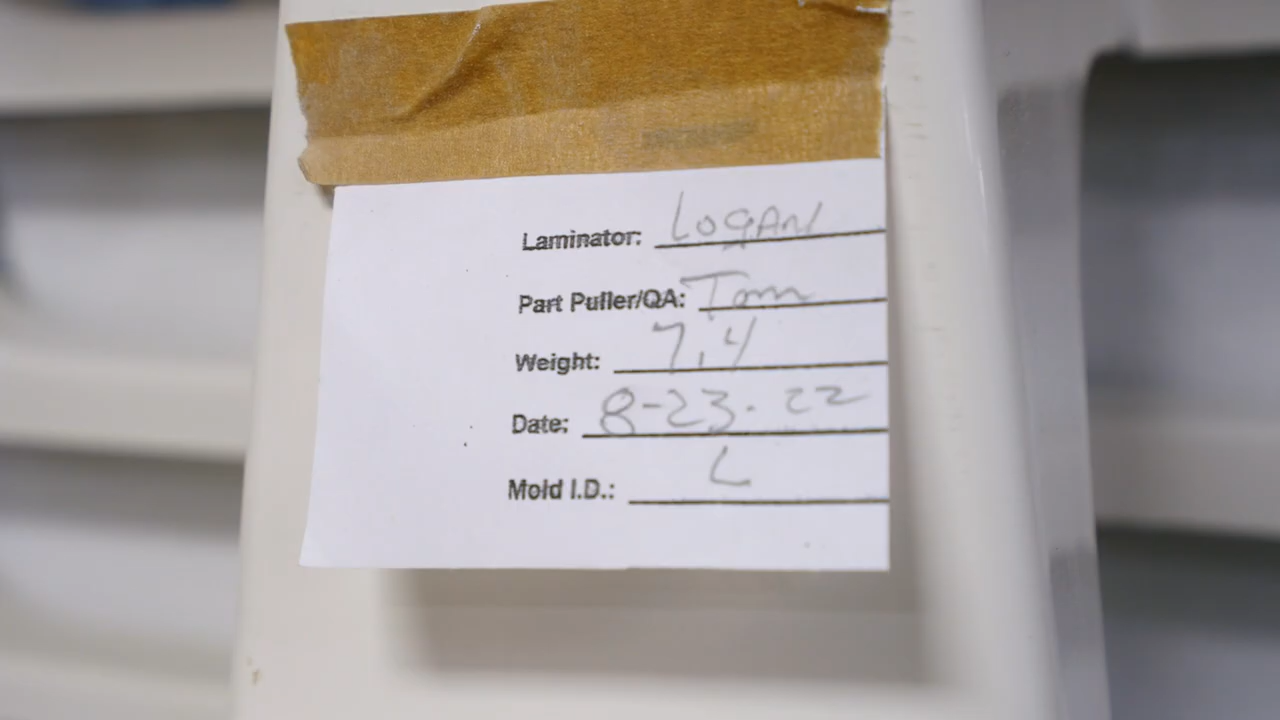 Laminator: LOGAN
Part Puller/QA: Tom
Weight: 7.4
Date: 8-23-22
Mold I.D.: L